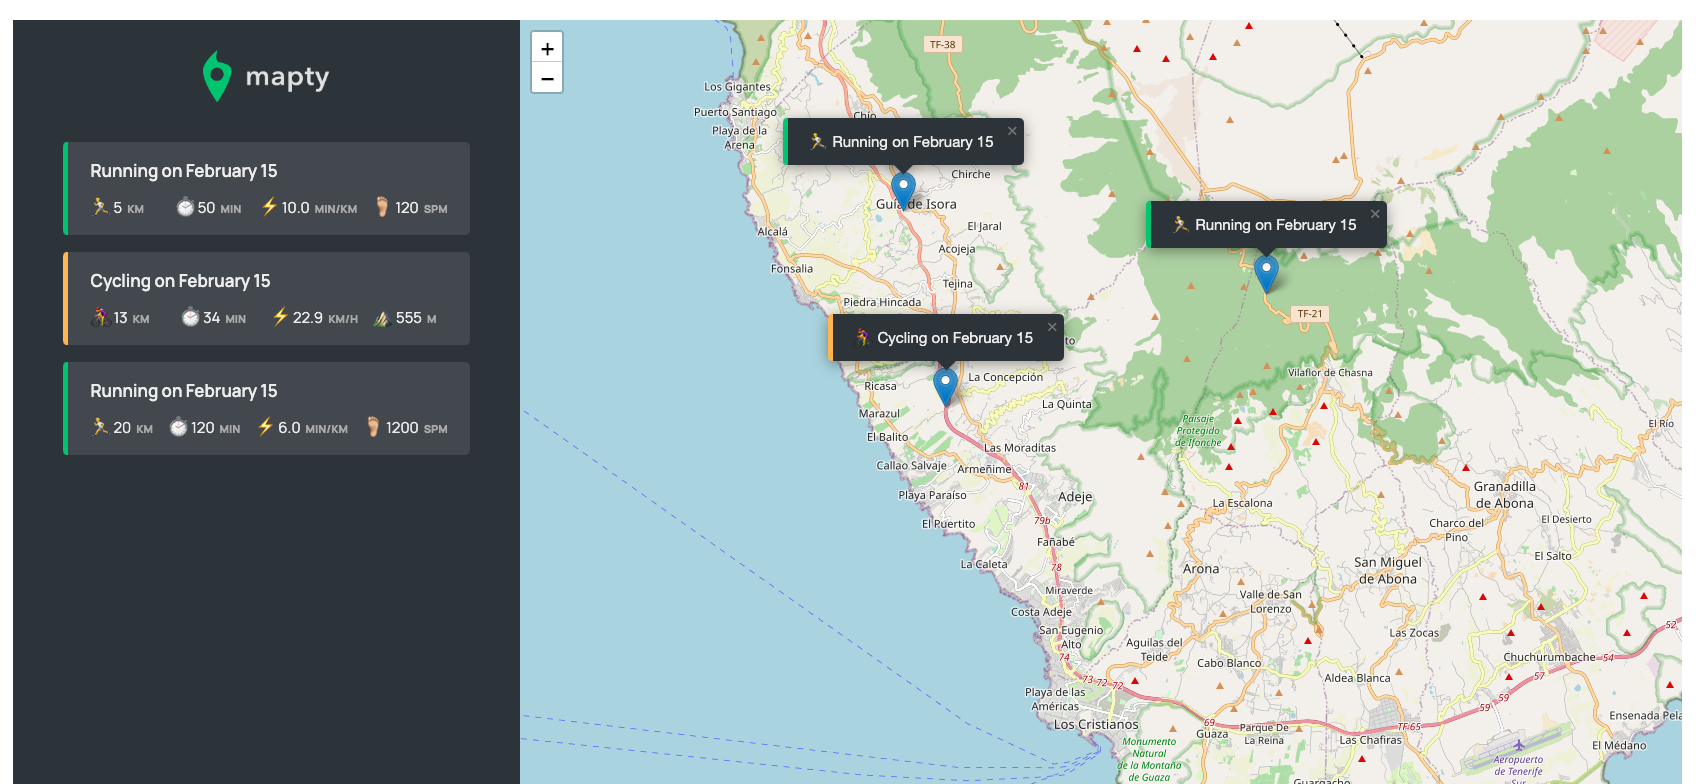 mapty
Running on February 15
5 KM 50 MIN 10.0 MIN/KM 120 SPM
Cycling on February 15
13 KM 34 MIN 22.9 KM/H 555 M
Running on February 15
20 KM 120 MIN 6.0 MIN/KM 1200 SPM
+
−
TF-38
Los Gigantes
Puerto Santiago
Chío
Playa de la
Arena
Running on February 15 ×
Chirche
Guía de Isora
Running on February 15 ×
Alcalá
El Jaral
Acojeja
Fonsalía
Tejina
Piedra Hincada
TF-21
Cycling on February 15 ×
Vilaflor de Chasna
Ricasa
La Concepción
Marazul
La Quinta
Paisaje
Protegido
de Ifonche
El Río
El Balito
Las Moraditas
Callao Salvaje
Armeñime
81
Playa Paraíso
Adeje
Granadilla
de Abona
La Escalona
El Puertito
79b
Charco del
Pino
El Desierto
Fañabé
El Salto
La Caleta
78
Arona
San Miguel
de Abona
Miraverde
Valle de San
Lorenzo
Costa Adeje
San Eugenio
Alto
Aguilas del
Teide
Las Zocas
52
74
Cabo Blanco
Chuchurumbache
54
73
72
72
Aldea Blanca
57
Playa de las
Américas
59
59
Los Cristianos
69
Guaza
Parque De
La Reina
TF-65
Las Chafiras
Ensenada Pela
El Médano
Monumento
Natural
de la Montaña
de Guaza
Guargacho
Aeropuerto
de Tenerife
Sur